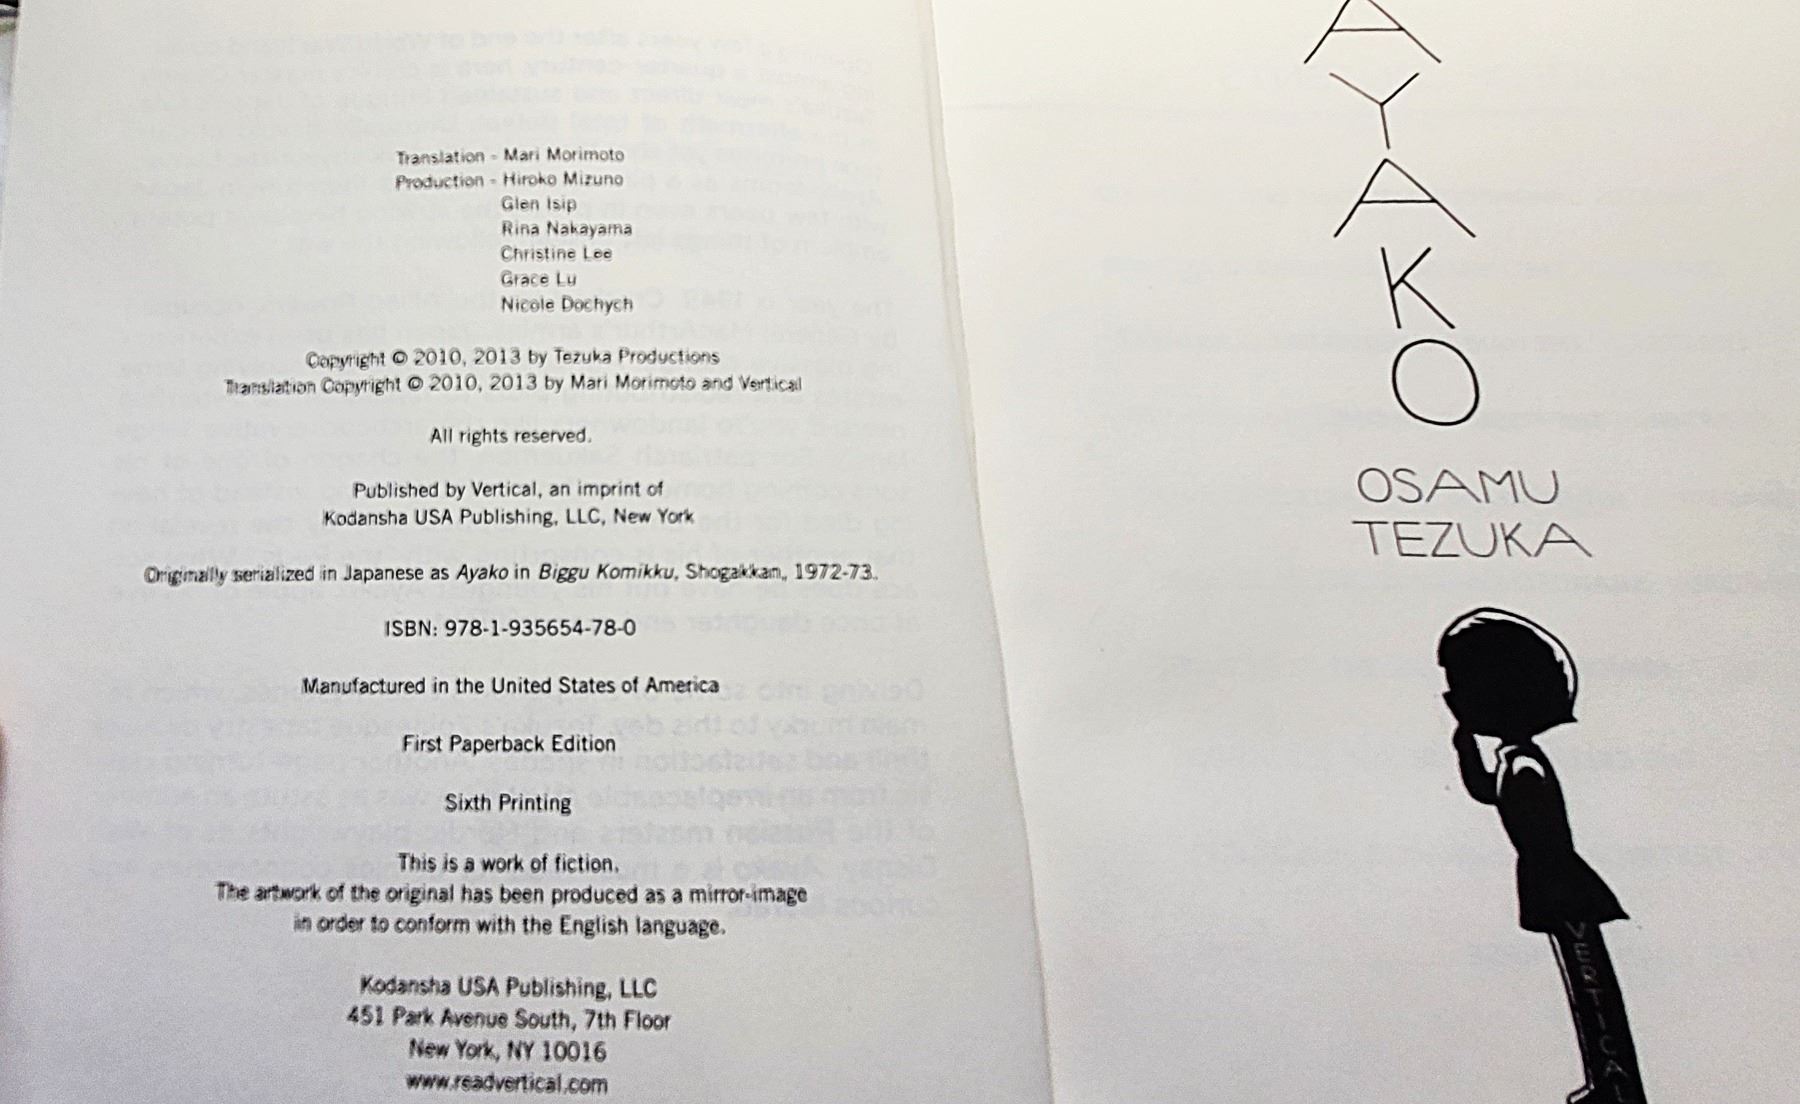 Translation - Mari Morimoto
Production - Hiroko Mizuno
Glen Isip
Rina Nakayama
Christine Lee
Grace Lu
Nicole Dochych
Copyright © 2010, 2013 by Tezuka Productions
Translation Copyright © 2010, 2013 by Mari Morimoto and Vertical
All rights reserved.
Published by Vertical, an imprint of
Kodansha USA Publishing, LLC, New York
Originally serialized in Japanese as Ayako in Biggu Komikku, Shogakkan, 1972-73.
ISBN: 978-1-935654-78-0
Manufactured in the United States of America
First Paperback Edition
Sixth Printing
This is a work of fiction.
The artwork of the original has been produced as a mirror-image
in order to conform with the English language.
Kodansha USA Publishing, LLC
451 Park Avenue South, 7th Floor
New York, NY 10016
www.readvertical.com
AYAKO
OSAMU
TEZUKA
VERTICAL